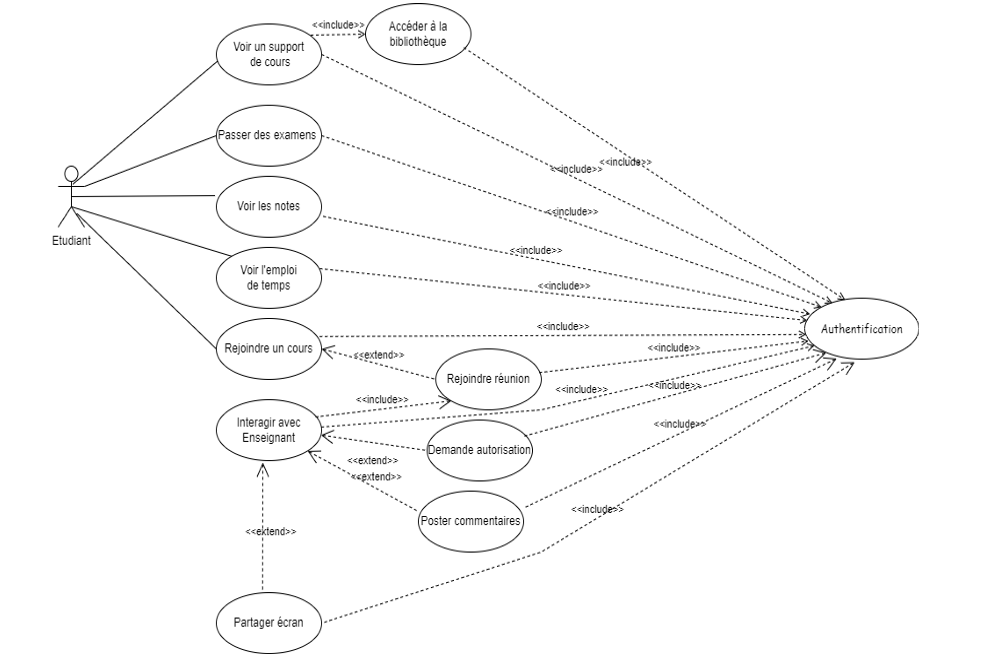 <<include>>
Accéder à la
bibliothèque
Voir un support
de cours
Passer des examens
<<include>>
<<include>>
Voir les notes
<<include>>
Etudiant
<<include>>
Voir l'emploi
de temps
<<include>>
<<include>>
Authentification
Rejoindre un cours
<<extend>>
<<include>>
Rejoindre réunion
<<include>>
<<include>>
<<include>>
Interagir avec
Enseignant
<<include>>
Demande autorisation
<<extend>>
<<extend>>
Poster commentaires
<<include>>
<<extend>>
Partager écran